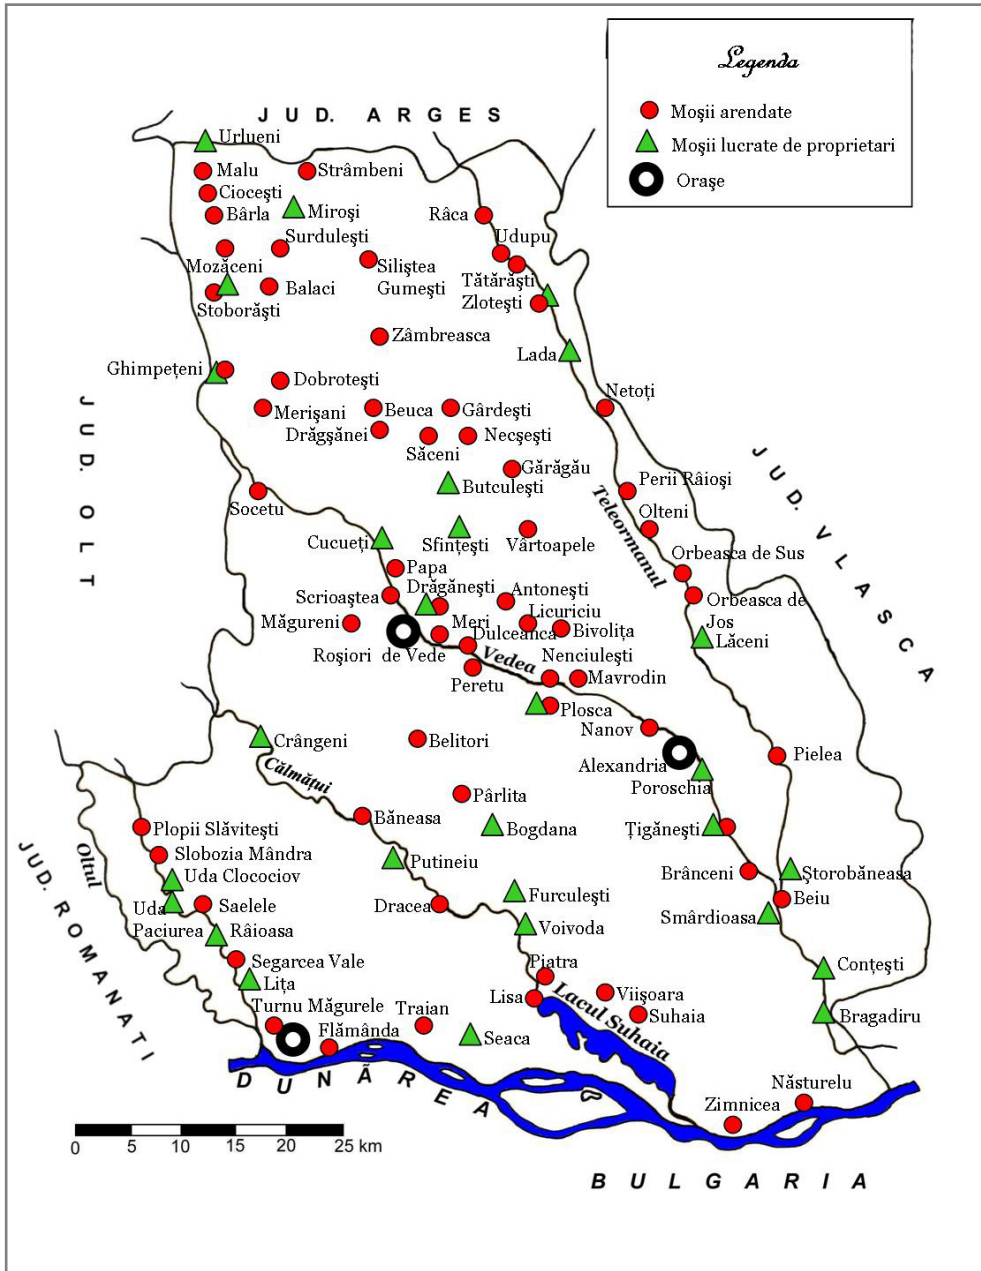 Legenda
Moşii arendate
Moşii lucrate de proprietari
Oraşe
JUD. ARGES
Urlueni
Malu
Strâmbeni
Cioceşti
Bârla
Miroşi
Râca
Surduleşti
Udupu
Mozăceni
Siliştea
Gumeşti
Tătărăşti
Balaci
Zloteşti
Stoborăşti
Zâmbreasca
Lada
Ghimpeţeni
Dobroteşti
Netoţi
Merişani
Beuca
Gârdeşti
Drăgşănei
Necşeşti
Săceni
JUD. OLT
JUD. VLASCA
Gărăgău
Butculeşti
Perii Râioşi
Socetu
Teleormanul
Olteni
Cucueţi
Sfinţeşti
Vârtoapele
Orbeasca de Sus
Papa
Drăgăneşti
Antoneşti
Scrioaştea
Orbeasca de
Jos
Licuriciu
Măgureni
Meri
Bivoliţa
Dulceanca
Lăceni
Roşiori de Vede
Vedea
Nenciuleşti
Peretu
Mavrodin
Plosca
Nanov
Crângeni
Belitori
Pielea
Alexandria
Călmăţui
Poroschia
Pârlita
Băneasa
Plopii Slăviteşti
Bogdana
Ţigăneşti
Slobozia Mândra
Putineiu
Oltul
JUD. ROMANATI
Uda Clocociov
Brânceni
Ştorobăneasa
Furculeşti
Beiu
Uda
Paciurea
Saelele
Dracea
Smârdioasa
Râioasa
Voivoda
Segarcea Vale
Piatra
Conţeşti
Liţa
Lisa
Lacul Suhaia
Viişoara
Turnu Măgurele
Traian
Suhaia
Bragadiru
Flămânda
Seaca
DUNĂREA
Năsturelu
Zimnicea
0 5 10 15 20 25 km
BULGARIA